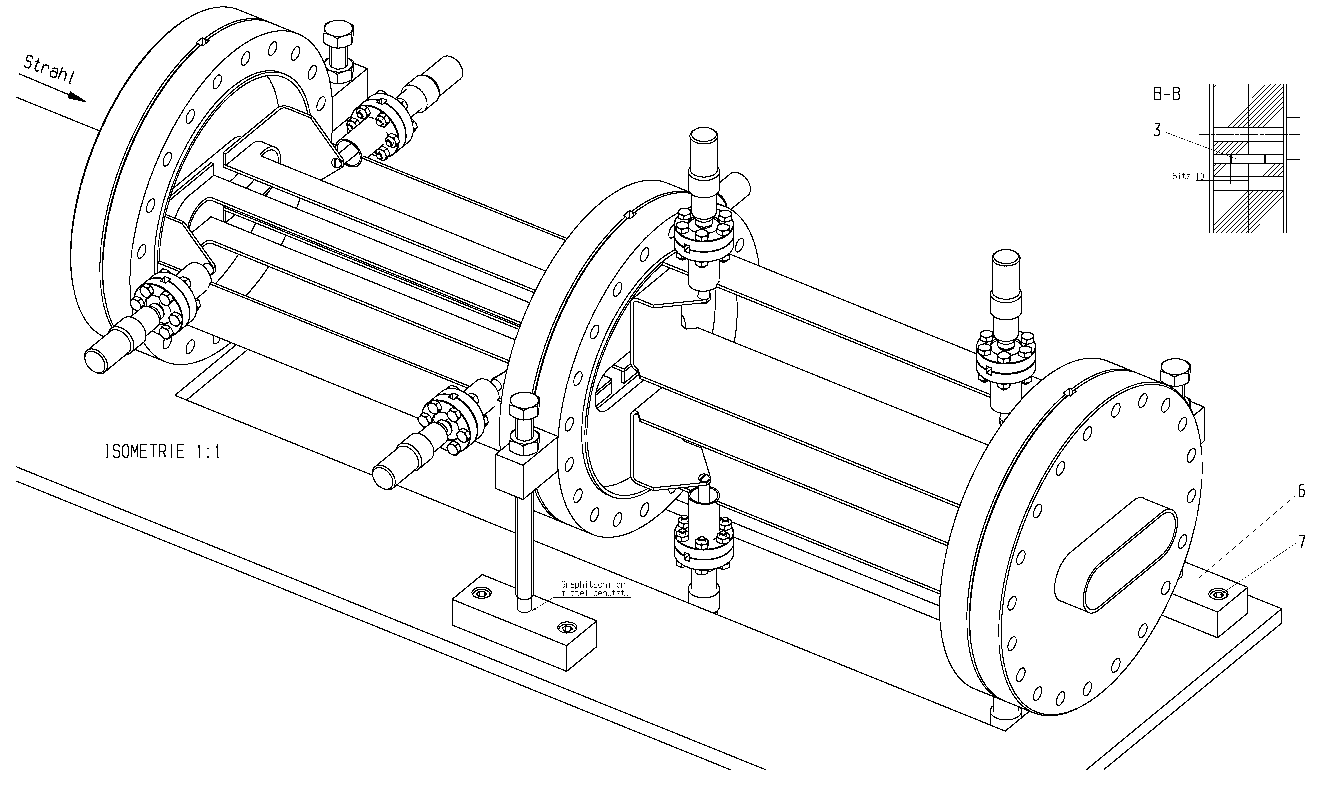 Strahl
B-B
3
ISOMETRIE 1:1
6
7